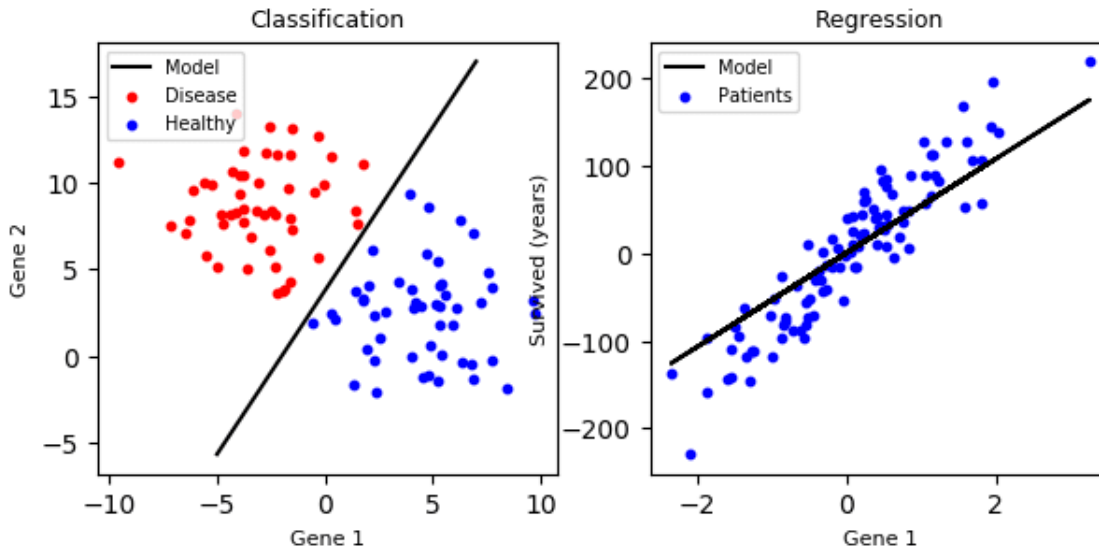 Classification
Model
Disease
Healthy
15
10
5
0
−5
Gene 2
−10
−5
0
5
10
Gene 1
Regression
Model
Patients
200
100
0
−100
−200
Survived (years)
−2
0
2
Gene 1